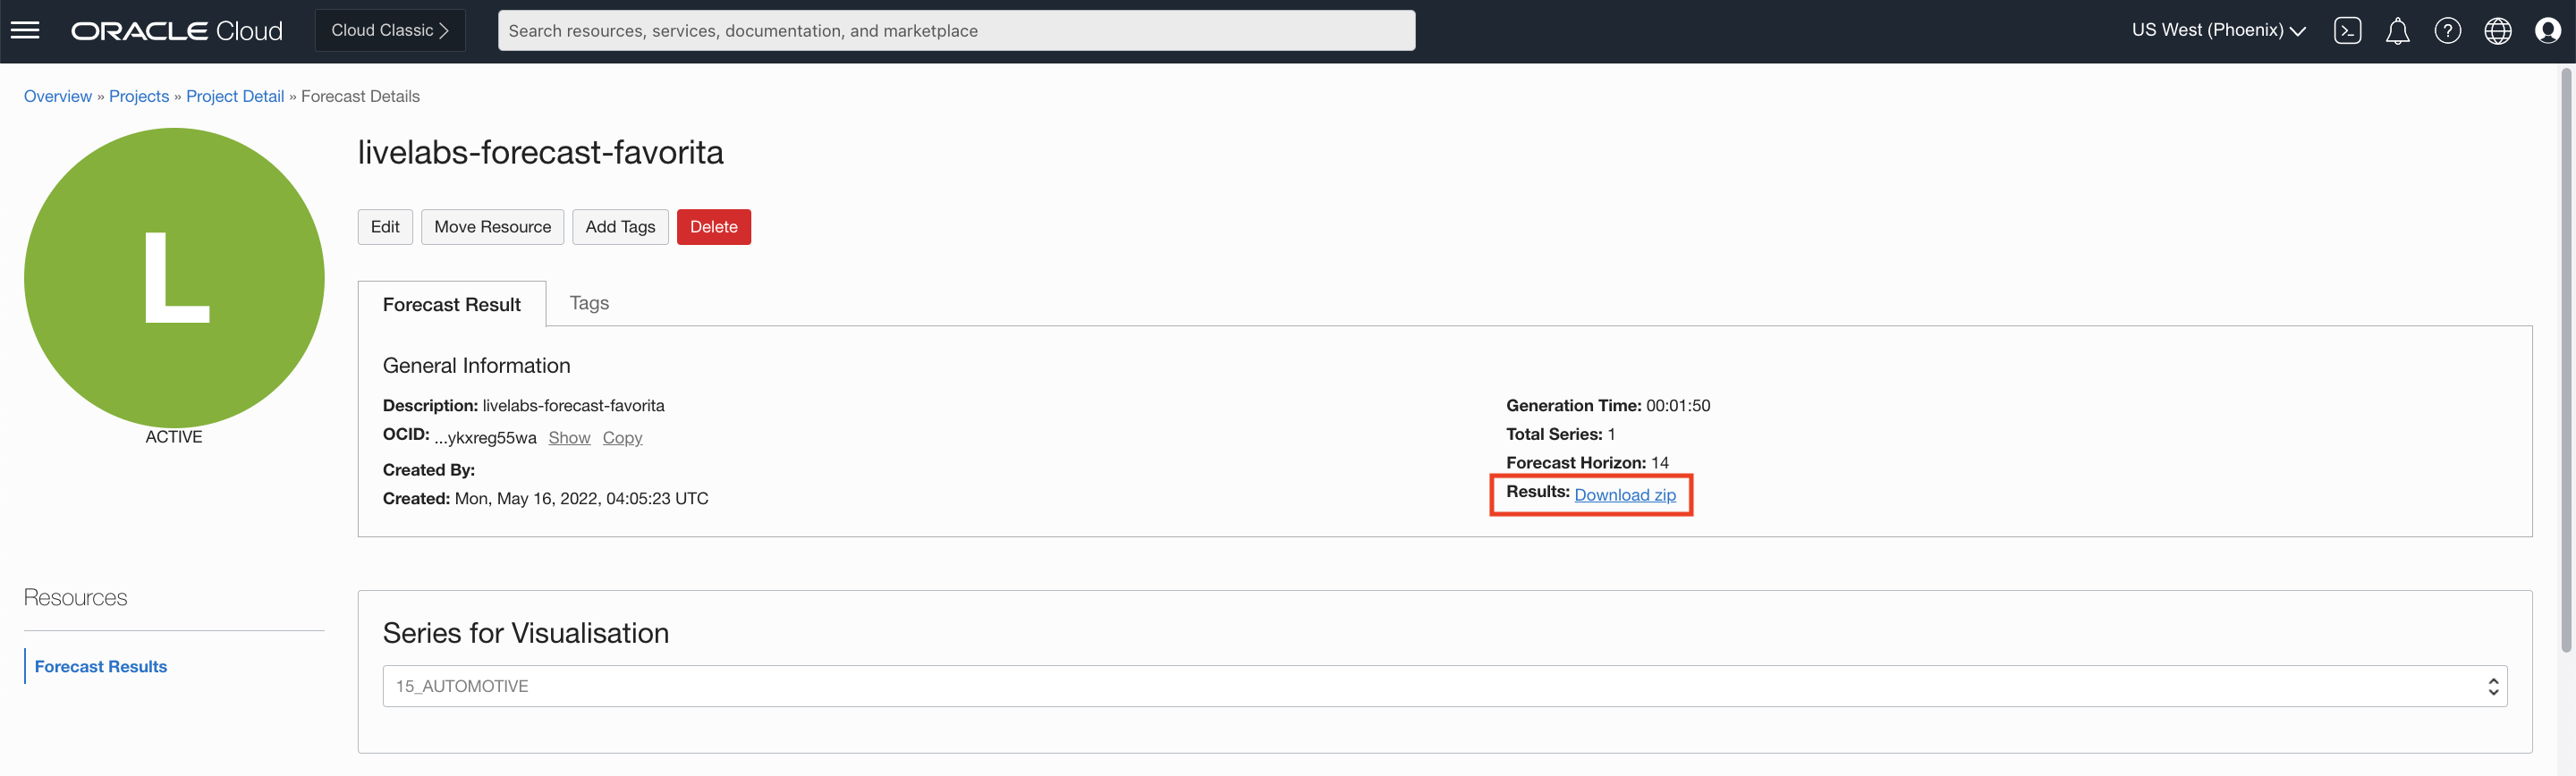 ORACLE Cloud
Cloud Classic
Search resources, services, documentation, and marketplace
US West (Phoenix)
Overview » Projects » Project Detail » Forecast Details
L
ACTIVE
livelabs-forecast-favorita
Edit
Move Resource
Add Tags
Delete
Forecast Result
Tags
General Information
Description: livelabs-forecast-favorita
OCID: ...ykxreg55wa Show Copy
Created By:
Created: Mon, May 16, 2022, 04:05:23 UTC
Generation Time: 00:01:50
Total Series: 1
Forecast Horizon: 14
Results: Download zip
Resources
Forecast Results
Series for Visualisation
15_AUTOMOTIVE